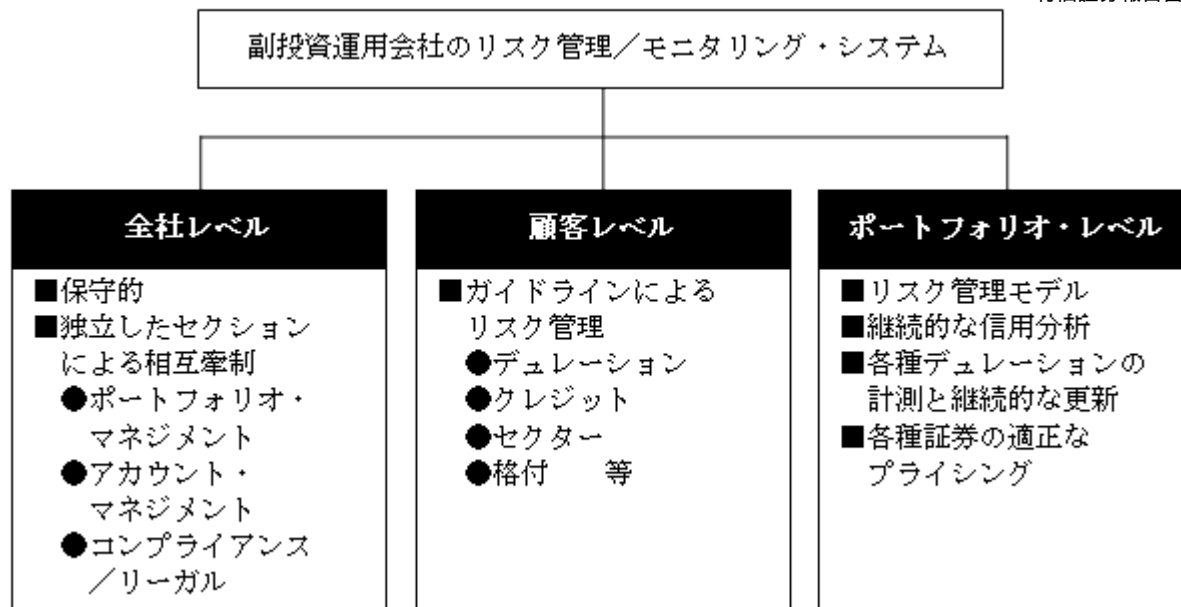 副投資運用会社のリスク管理／モニタリング・システム
全社レベル
■保守的
■独立したセクション
による相互牽制
●ポートフォリオ・
マネジメント
●アカウント・
マネジメント
●コンプライアンス
／リーガル
顧客レベル
■ガイドラインによる
リスク管理
●デュレーション
●クレジット
●セクター
●格付　　等
ポートフォリオ・レベル
■リスク管理モデル
■継続的な信用分析
■各種デュレーションの
計測と継続的な更新
■各種証券の適正な
プライシング